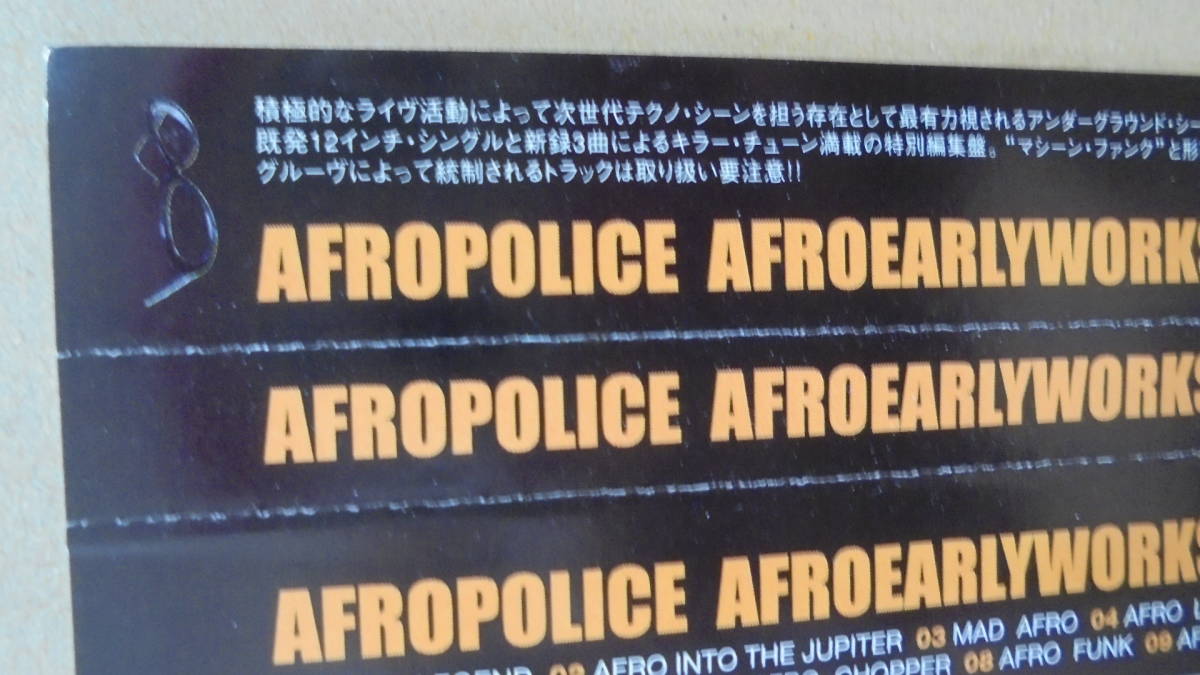 積極的なライヴ活動によって次世代テクノ・シーンを担う存在として最有力視されるアンダーグラウンド・シー
既発12インチ・シングルと新録3曲によるキラー・チューン満載の特別編集盤。"マシーン・ファンク"と形
グルーヴによって統制されるトラックは取り扱い要注意!!
AFROPOLICE AFROEARLYWORKS
AFROPOLICE AFROEARLYWORKS
AFROPOLICE AFROEARLYWORKS
02 AFRO INTO THE JUPITER 03 MAD AFRO 04 AFRO
CHOPPER 08 AFRO FUNK 09